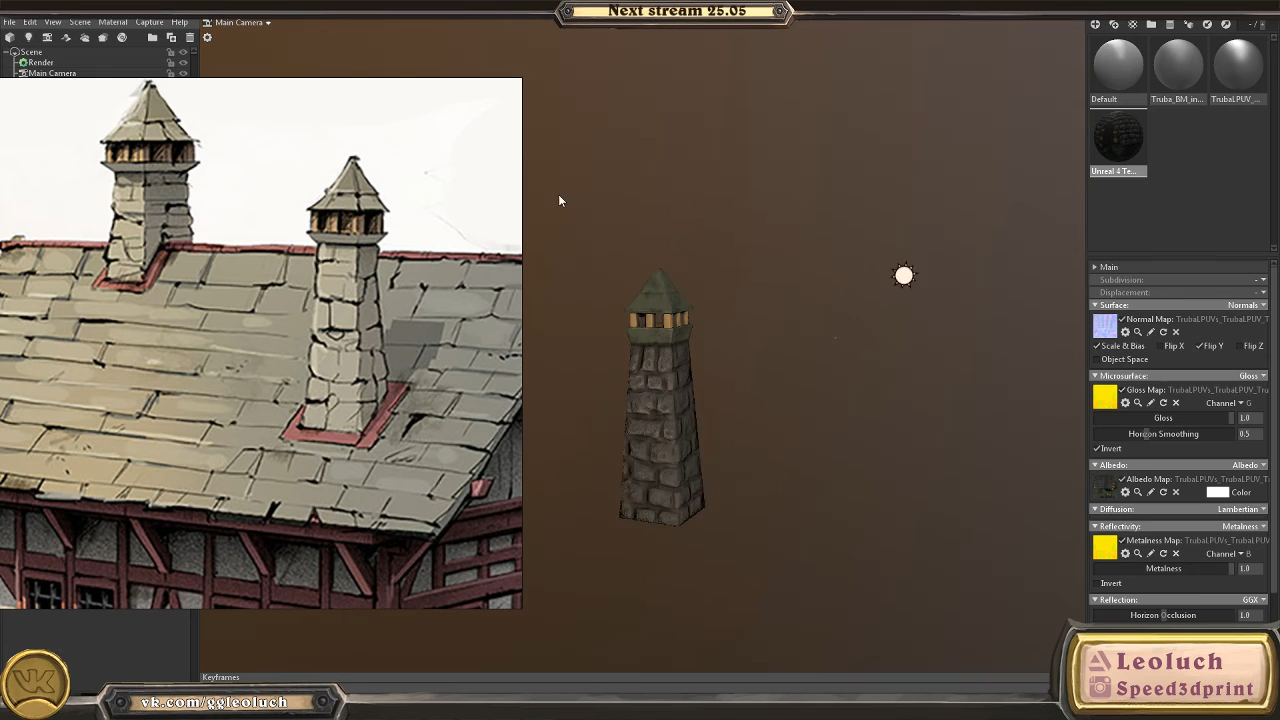 Next stream 25.05
File Edit View Scene Material Capture Help
Main Camera
Scene
Render
Main Camera
Default
Truba_BM_in...
Unreal 4 Te...
Main
Subdivision:
Displacement:
Surface: Normals
Normal Map:
Scale & Bias Flip X Flip Y Flip Z
Object Space
Microsurface: Gloss
Gloss Map:
Channel G
Gloss 1.0
Horizon Smoothing 0.5
Invert
Albedo: Albedo
Albedo Map:
Color
Diffusion: Lambertian
Reflectivity: Metalness
Metalness Map:
Channel B
Metalness 1.0
Invert
Reflection: GGX
Horizon Occlusion 1.0
Keyframes
vk.com/ggleoluch
Leoluch
Speed3dprint